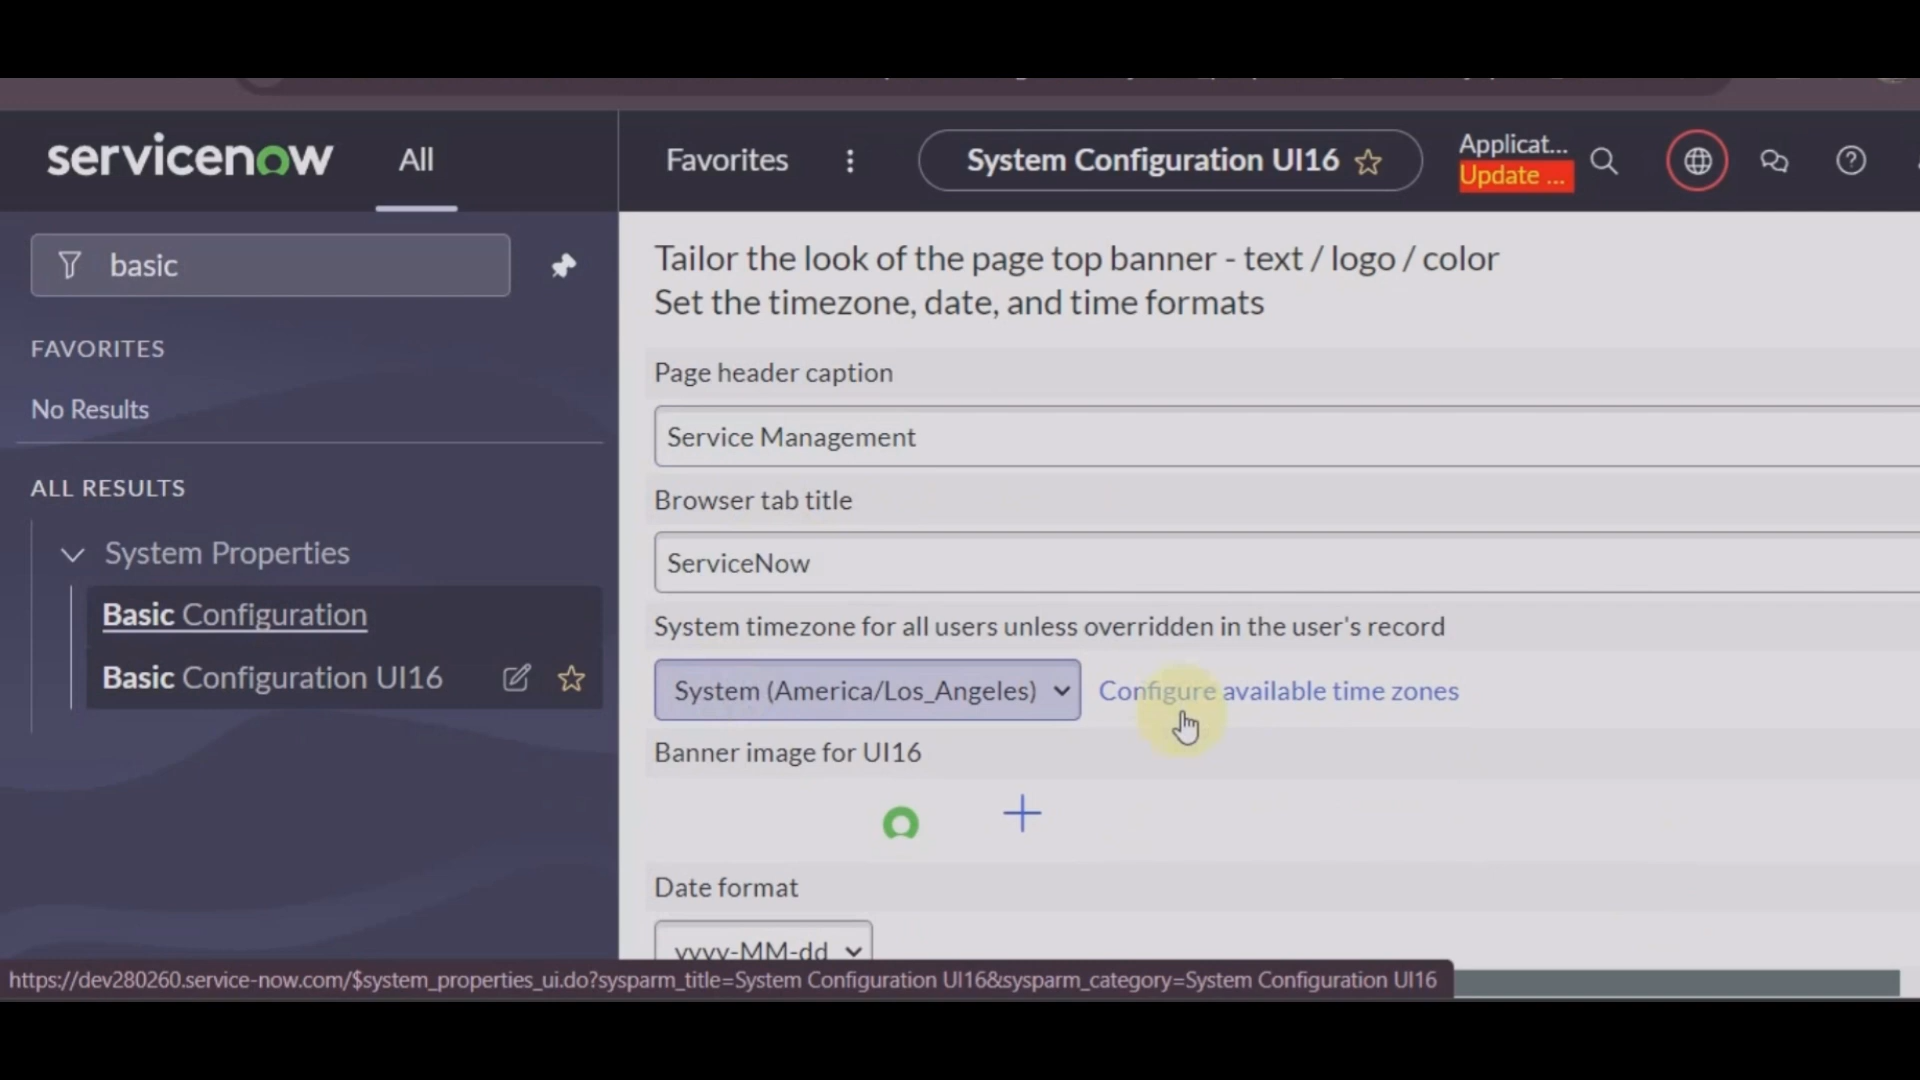 servicenow
All
Favorites
System Configuration UI16
Applicat...
Update ...
basic
FAVORITES
No Results
ALL RESULTS
System Properties
Basic Configuration
Basic Configuration UI16
Tailor the look of the page top banner - text / logo / color
Set the timezone, date, and time formats
Page header caption
Service Management
Browser tab title
ServiceNow
System timezone for all users unless overridden in the user's record
System (America/Los_Angeles)
Configure available time zones
Banner image for UI16
Date format
yyyy-MM-dd
https://dev280260.service-now.com/$system_properties_ui.do?sysparm_title=System Configuration UI16&sysparm_category=System Configuration UI16